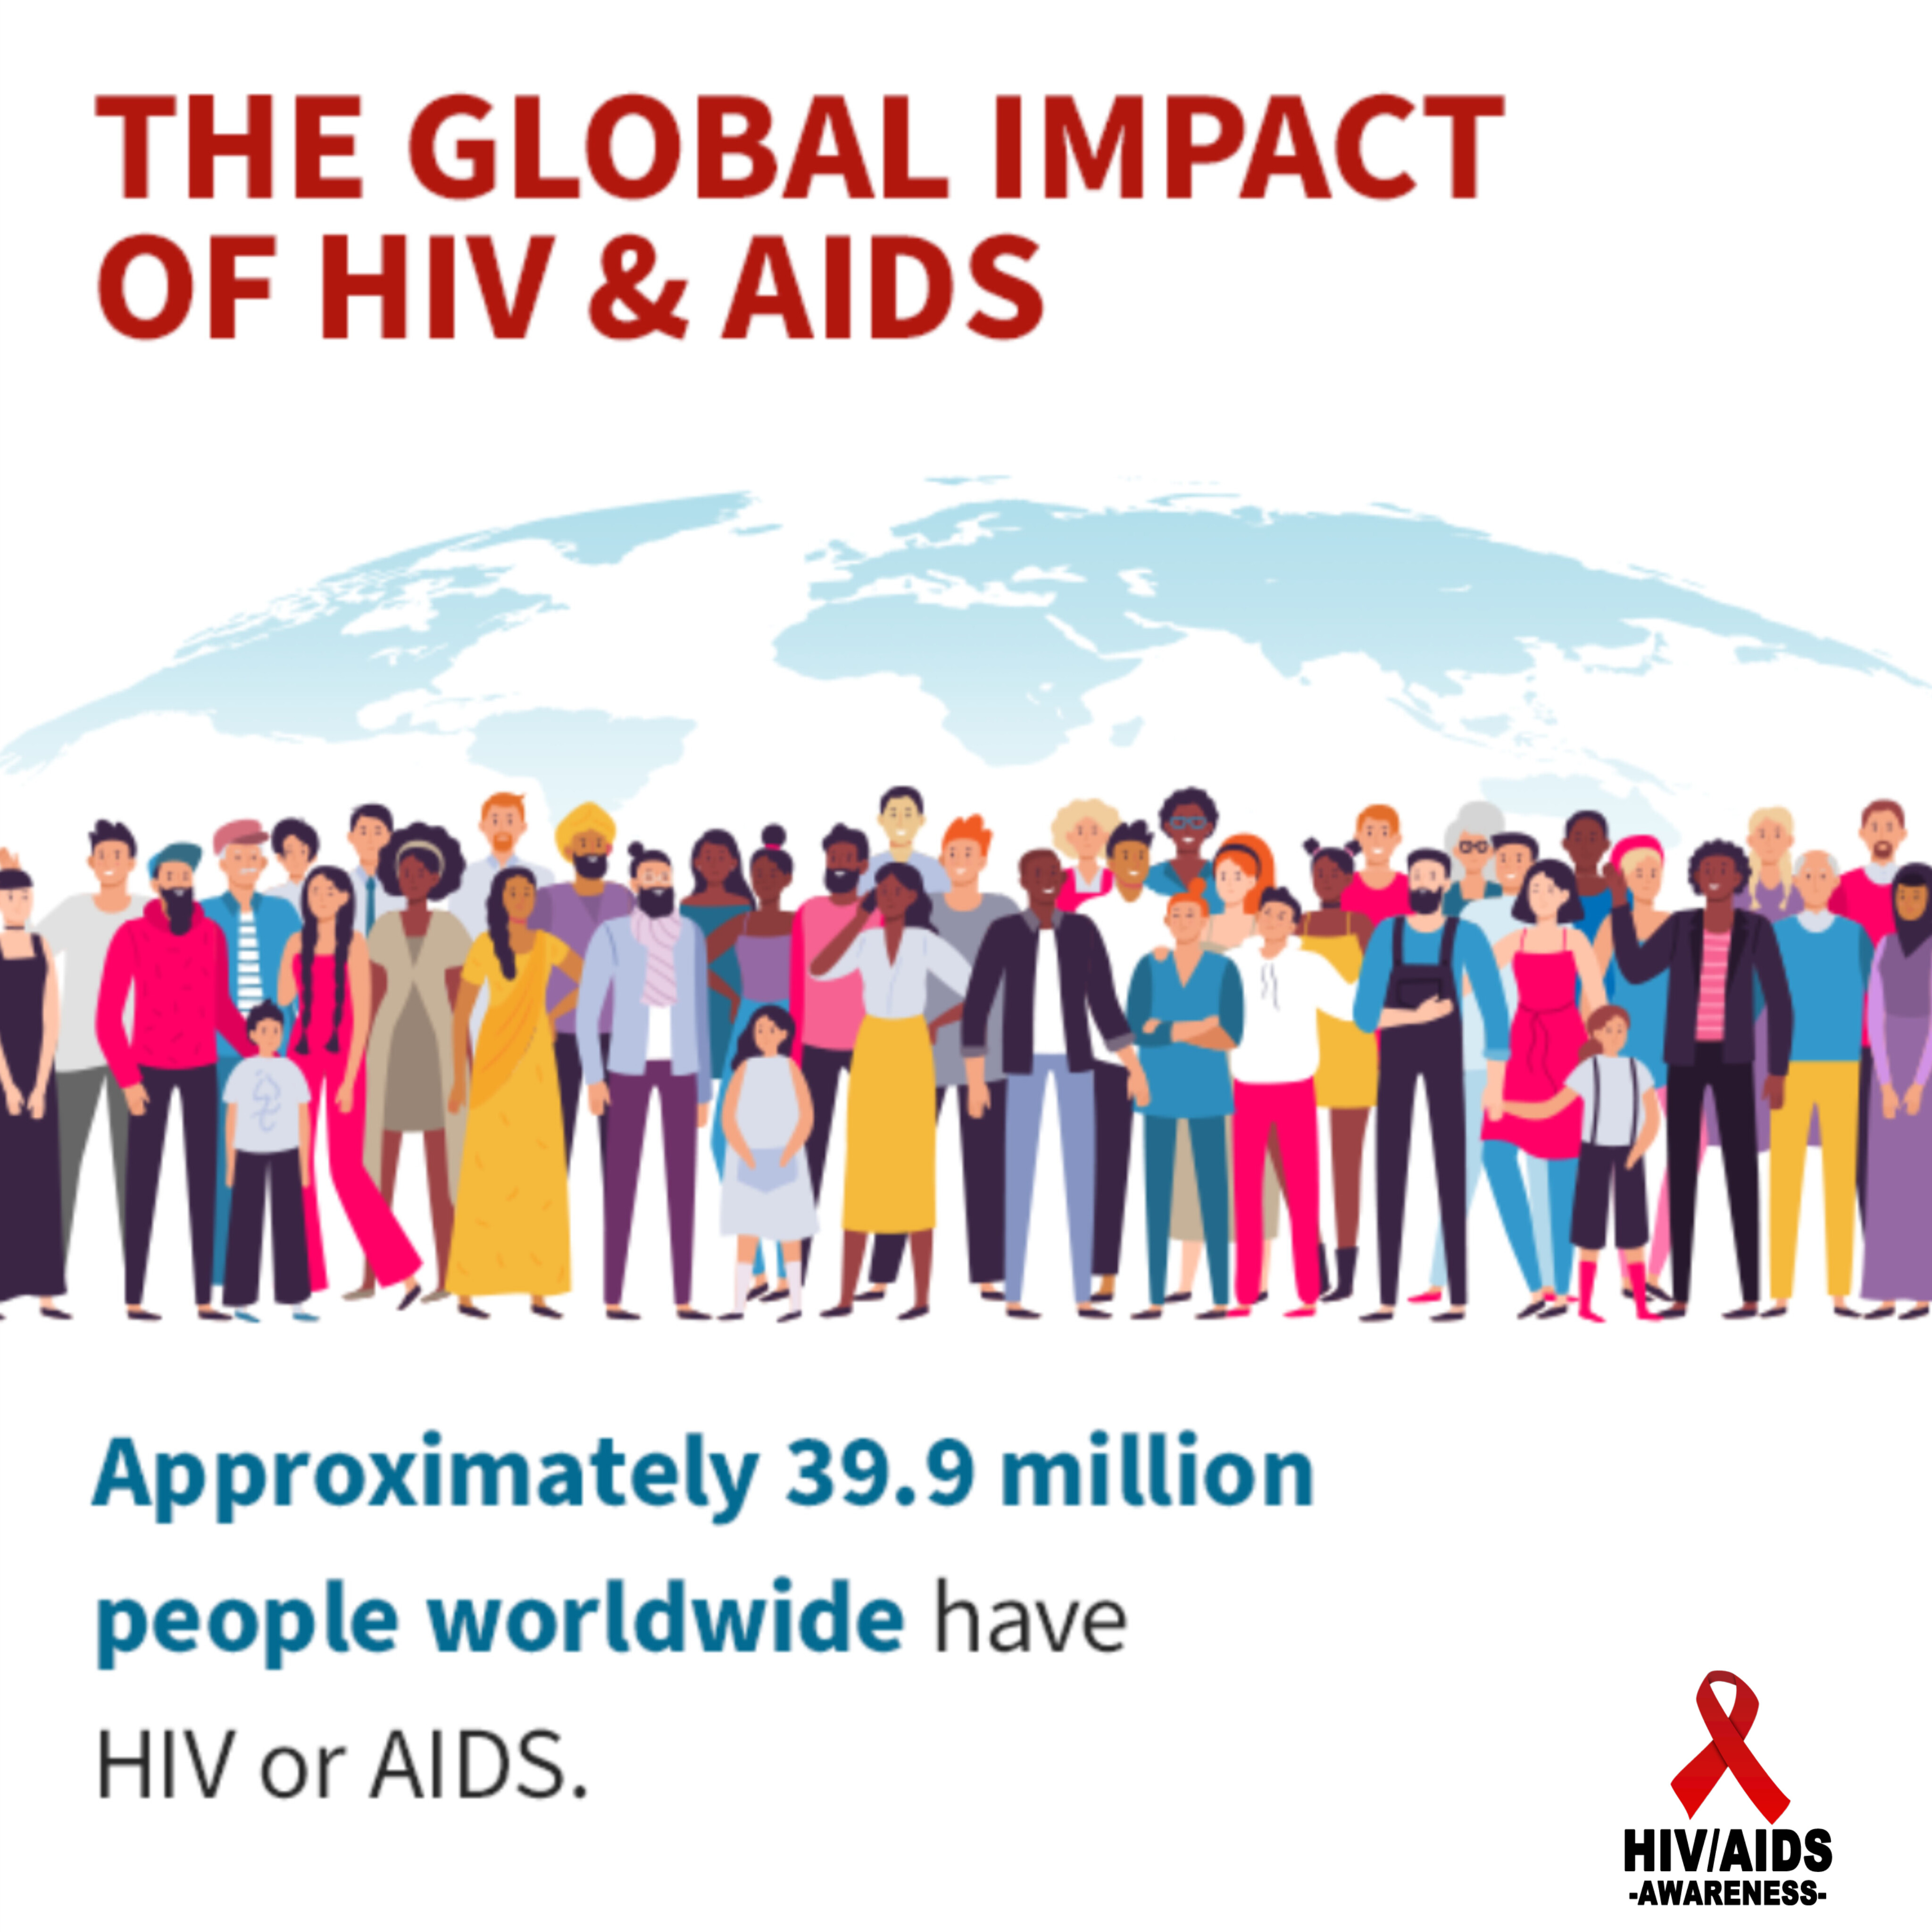 THE GLOBAL IMPACT
OF HIV & AIDS
Approximately 39.9 million
people worldwide have
HIV or AIDS.
HIV/AIDS
-AWARENESS-